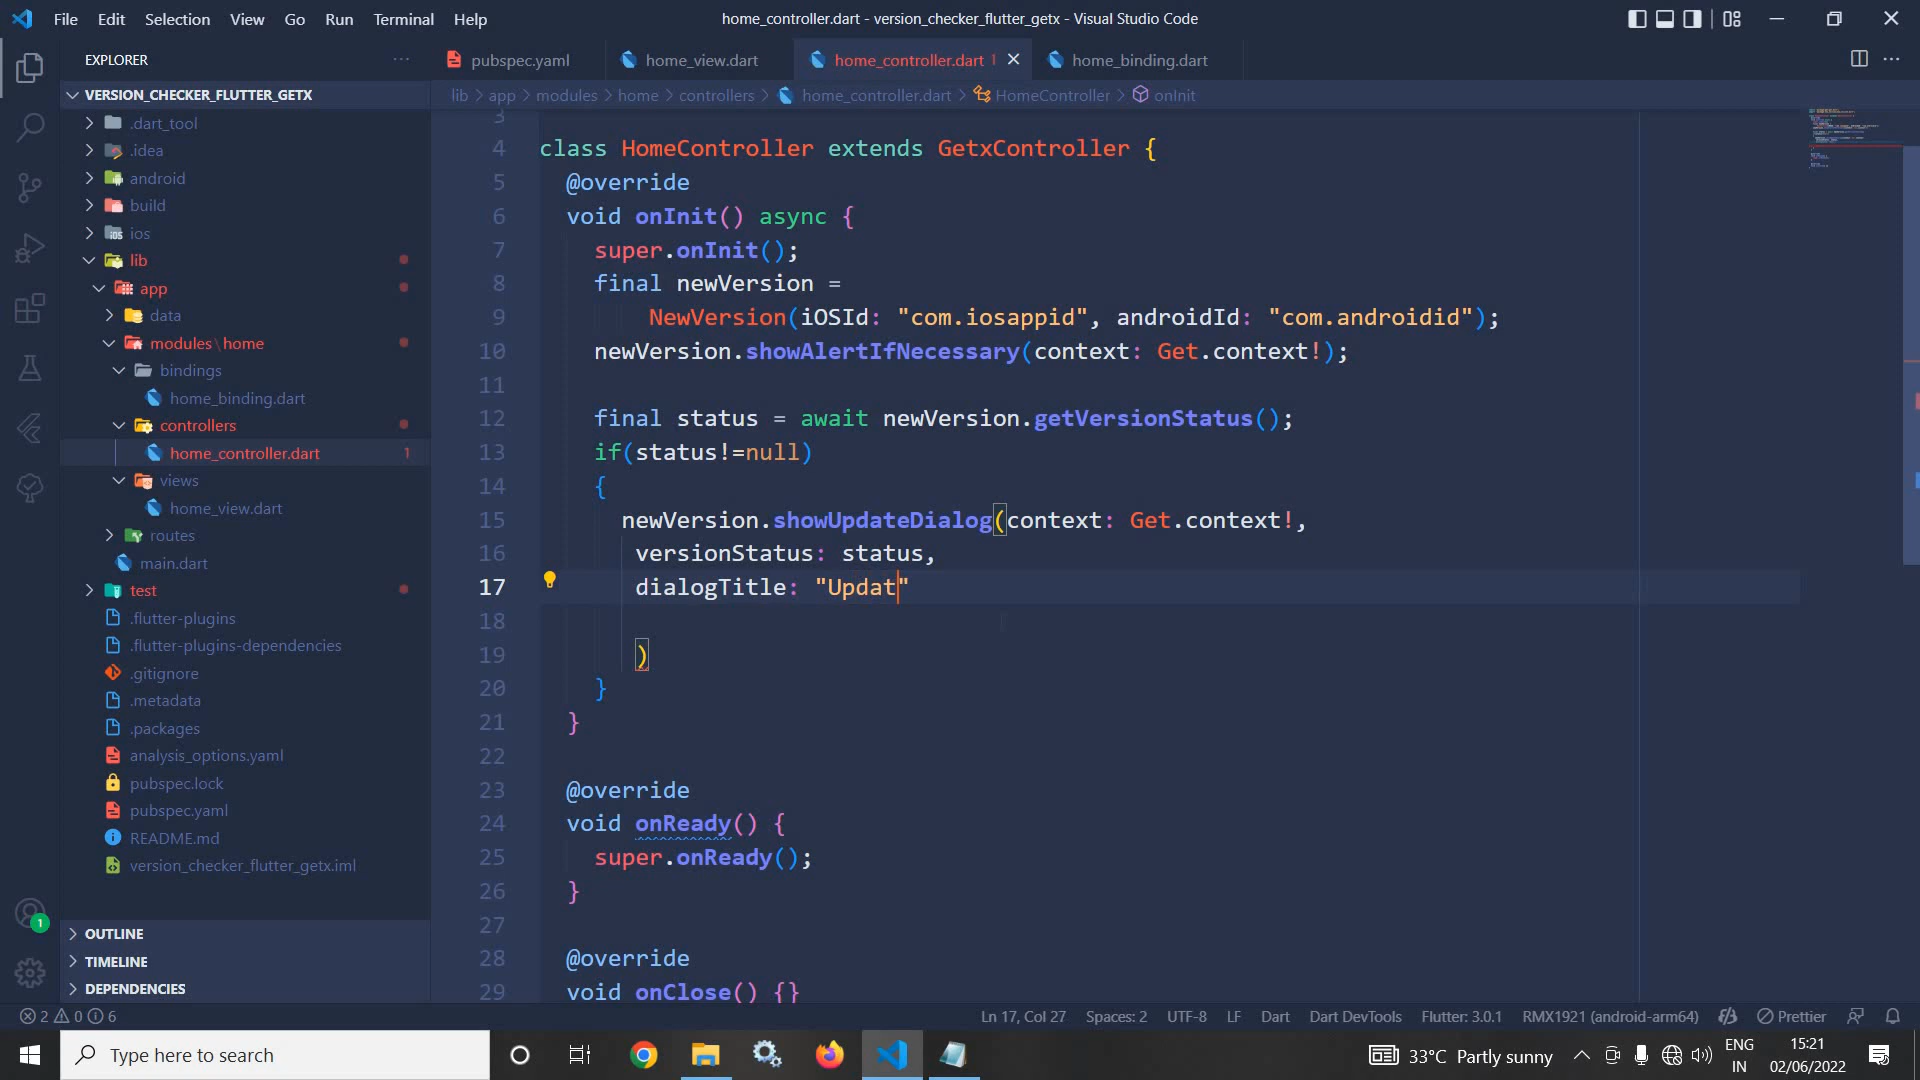 File Edit Selection View Go Run Terminal Help
home_controller.dart - version_checker_flutter_getx - Visual Studio Code
EXPLORER
pubspec.yaml
home_view.dart
home_controller.dart 1
home_binding.dart
VERSION_CHECKER_FLUTTER_GETX
lib > app > modules > home > controllers > home_controller.dart > HomeController > onInit
.dart_tool
.idea
android
build
ios
lib
app
data
modules\home
bindings
home_binding.dart
controllers
home_controller.dart 1
views
home_view.dart
routes
main.dart
test
.flutter-plugins
.flutter-plugins-dependencies
.gitignore
.metadata
.packages
analysis_options.yaml
pubspec.lock
pubspec.yaml
README.md
version_checker_flutter_getx.iml
OUTLINE
TIMELINE
DEPENDENCIES
3
4 class HomeController extends GetxController {
5 @override
6 void onInit() async {
7 super.onInit();
8 final newVersion =
9 NewVersion(iOSId: "com.iosappid", androidId: "com.androidid");
10 newVersion.showAlertIfNecessary(context: Get.context!);
11
12 final status = await newVersion.getVersionStatus();
13 if(status!=null)
14 {
15 newVersion.showUpdateDialog(context: Get.context!,
16 versionStatus: status,
17 dialogTitle: "Updat"
18
19 )
20 }
21 }
22
23 @override
24 void onReady() {
25 super.onReady();
26 }
27
28 @override
29 void onClose() {}
1
2 0 6
Ln 17, Col 27 Spaces: 2 UTF-8 LF Dart Dart DevTools Flutter: 3.0.1 RMX1921 (android-arm64) Prettier
Type here to search
33°C Partly sunny
ENG
IN
15:21
02/06/2022